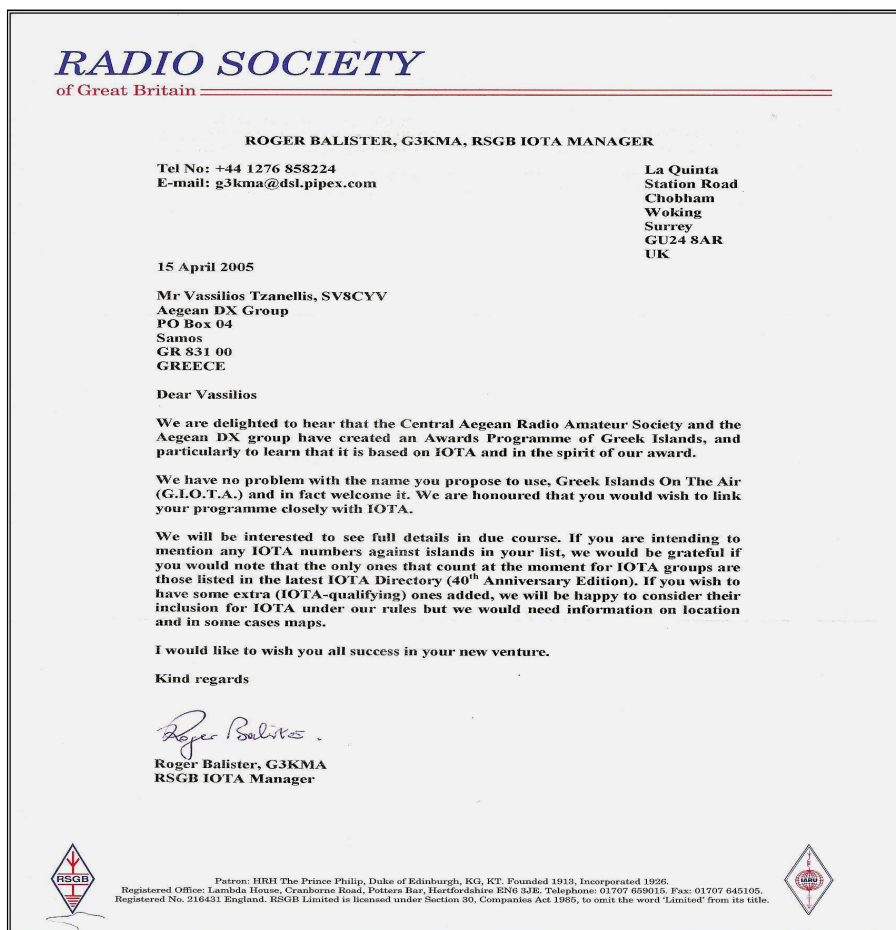 RADIO SOCIETY
of Great Britain
ROGER BALISTER, G3KMA, RSGB IOTA MANAGER
Tel No: +44 1276 858224
E-mail: g3kma@dsl.pipex.com
La Quinta
Station Road
Chobham
Woking
Surrey
GU24 8AR
UK
15 April 2005
Mr Vassilios Tzanellis, SV8CYV
Aegean DX Group
PO Box 04
Samos
GR 831 00
GREECE
Dear Vassilios
We are delighted to hear that the Central Aegean Radio Amateur Society and the
Aegean DX group have created an Awards Programme of Greek Islands, and
particularly to learn that it is based on IOTA and in the spirit of our award.
We have no problem with the name you propose to use, Greek Islands On The Air
(G.I.O.T.A.) and in fact welcome it. We are honoured that you would wish to link
your programme closely with IOTA.
We will be interested to see full details in due course. If you are intending to
mention any IOTA numbers against islands in your list, we would be grateful if
you would note that the only ones that count at the moment for IOTA groups are
those listed in the latest IOTA Directory (40th Anniversary Edition). If you wish to
have some extra (IOTA-qualifying) ones added, we will be happy to consider their
inclusion for IOTA under our rules but we would need information on location
and in some cases maps.
I would like to wish you all success in your new venture.
Kind regards
Roger Balister
Roger Balister, G3KMA
RSGB IOTA Manager
RSGB
Patron: HRH The Prince Philip, Duke of Edinburgh, KG, KT. Founded 1913, Incorporated 1926.
Registered Office: Lambda House, Cranborne Road, Potters Bar, Hertfordshire EN6 3JE. Telephone: 01707 659015. Fax: 01707 645105.
Registered No. 216431 England. RSGB Limited is licensed under Section 30, Companies Act 1985, to omit the word 'Limited' from its title.
IARU